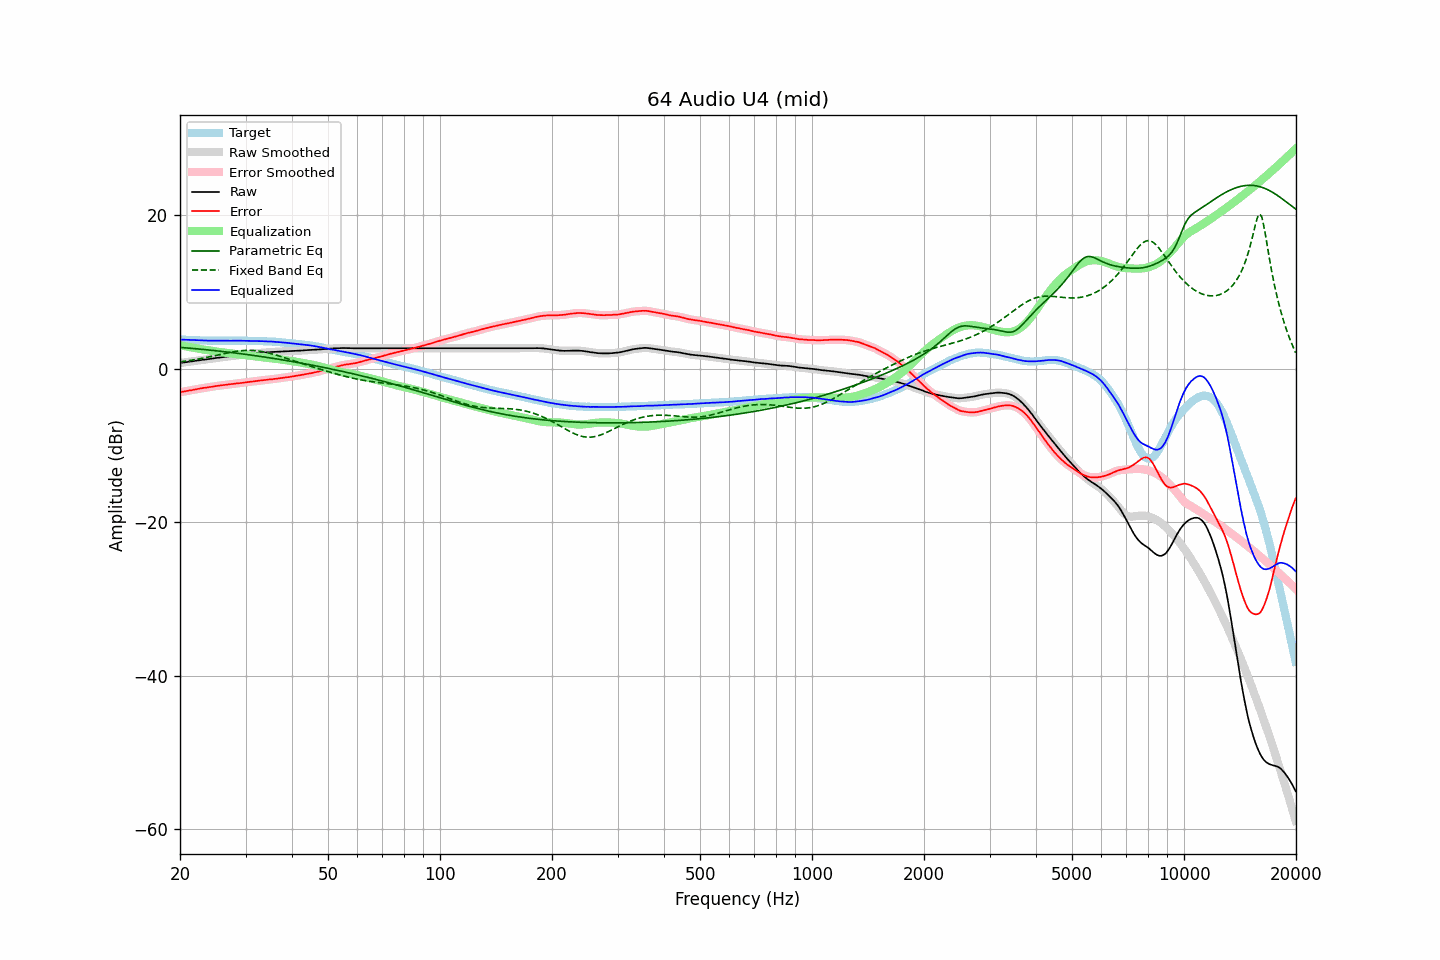 64 Audio U4 (mid)
Target
Raw Smoothed
Error Smoothed
Raw
Error
Equalization
Parametric Eq
Fixed Band Eq
Equalized
20
0
−20
−40
−60
Amplitude (dBr)
20 50 100 200 500 1000 2000 5000 10000 20000
Frequency (Hz)